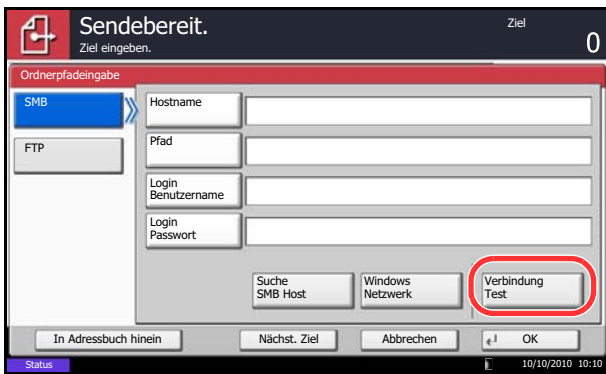 Sendebereit.
Ziel
Ziel eingeben.
0
Ordnerpfadeingabe
SMB
FTP
Hostname
Pfad
Login
Benutzername
Login
Passwort
Suche
SMB Host
Windows
Netzwerk
Verbindung
Test
In Adressbuch hinein
Nächst. Ziel
Abbrechen
OK
Status
10/10/2010 10:10